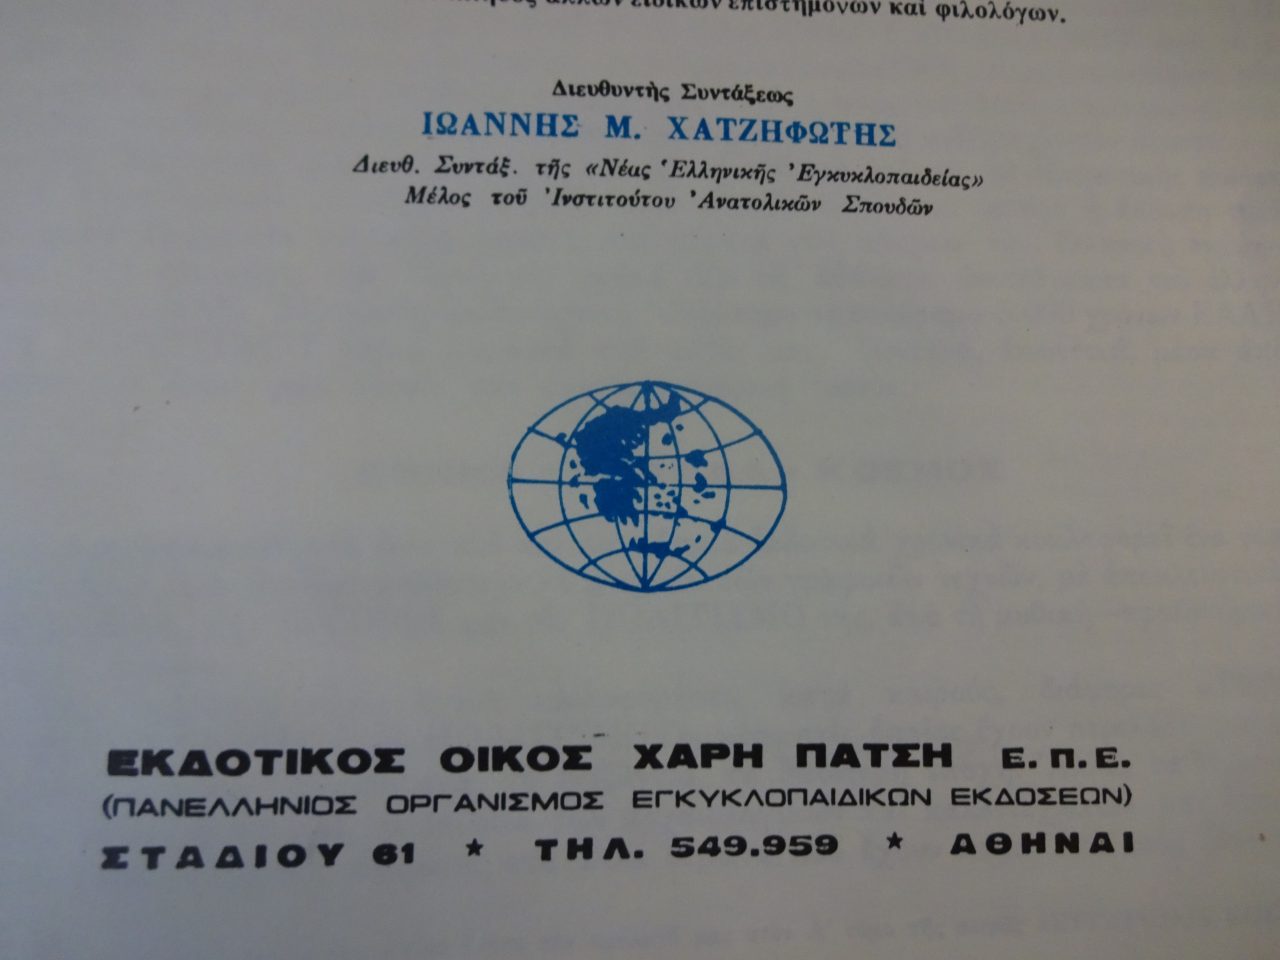 ἄλλων εἰδικῶν ἐπιστημόνων καὶ φιλολόγων.
Διευθυντὴς Συντάξεως
ΙΩΑΝΝΗΣ Μ. ΧΑΤΖΗΦΩΤΗΣ
Διευθ. Συντάξ. τῆς «Νέας Ἑλληνικῆς Ἐγκυκλοπαιδείας»
Μέλος τοῦ Ἰνστιτούτου Ἀνατολικῶν Σπουδῶν
ΕΚΔΟΤΙΚΟΣ ΟΙΚΟΣ ΧΑΡΗ ΠΑΤΣΗ Ε.Π.Ε.
(ΠΑΝΕΛΛΗΝΙΟΣ ΟΡΓΑΝΙΣΜΟΣ ΕΓΚΥΚΛΟΠΑΙΔΙΚΩΝ ΕΚΔΟΣΕΩΝ)
ΣΤΑΔΙΟΥ 61 * ΤΗΛ. 549.959 * ΑΘΗΝΑΙ